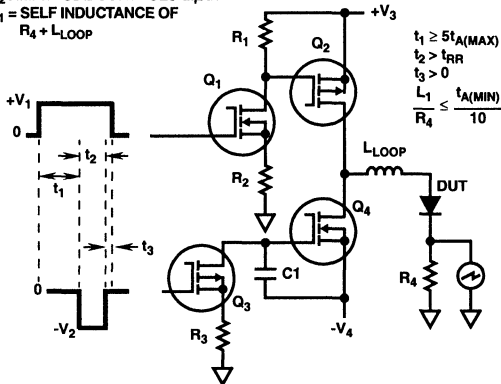 1 = SELF INDUCTANCE OF
R4 + LLOOP
+V3
R1
Q2
t1 ≥ 5tA(MAX)
t2 > tRR
t3 > 0
L1/R4 ≤ tA(MIN)/10
Q1
+V1
0
t2
t1
R2
LLOOP
DUT
Q4
t3
R4
C1
0
Q3
-V2
R3
-V4